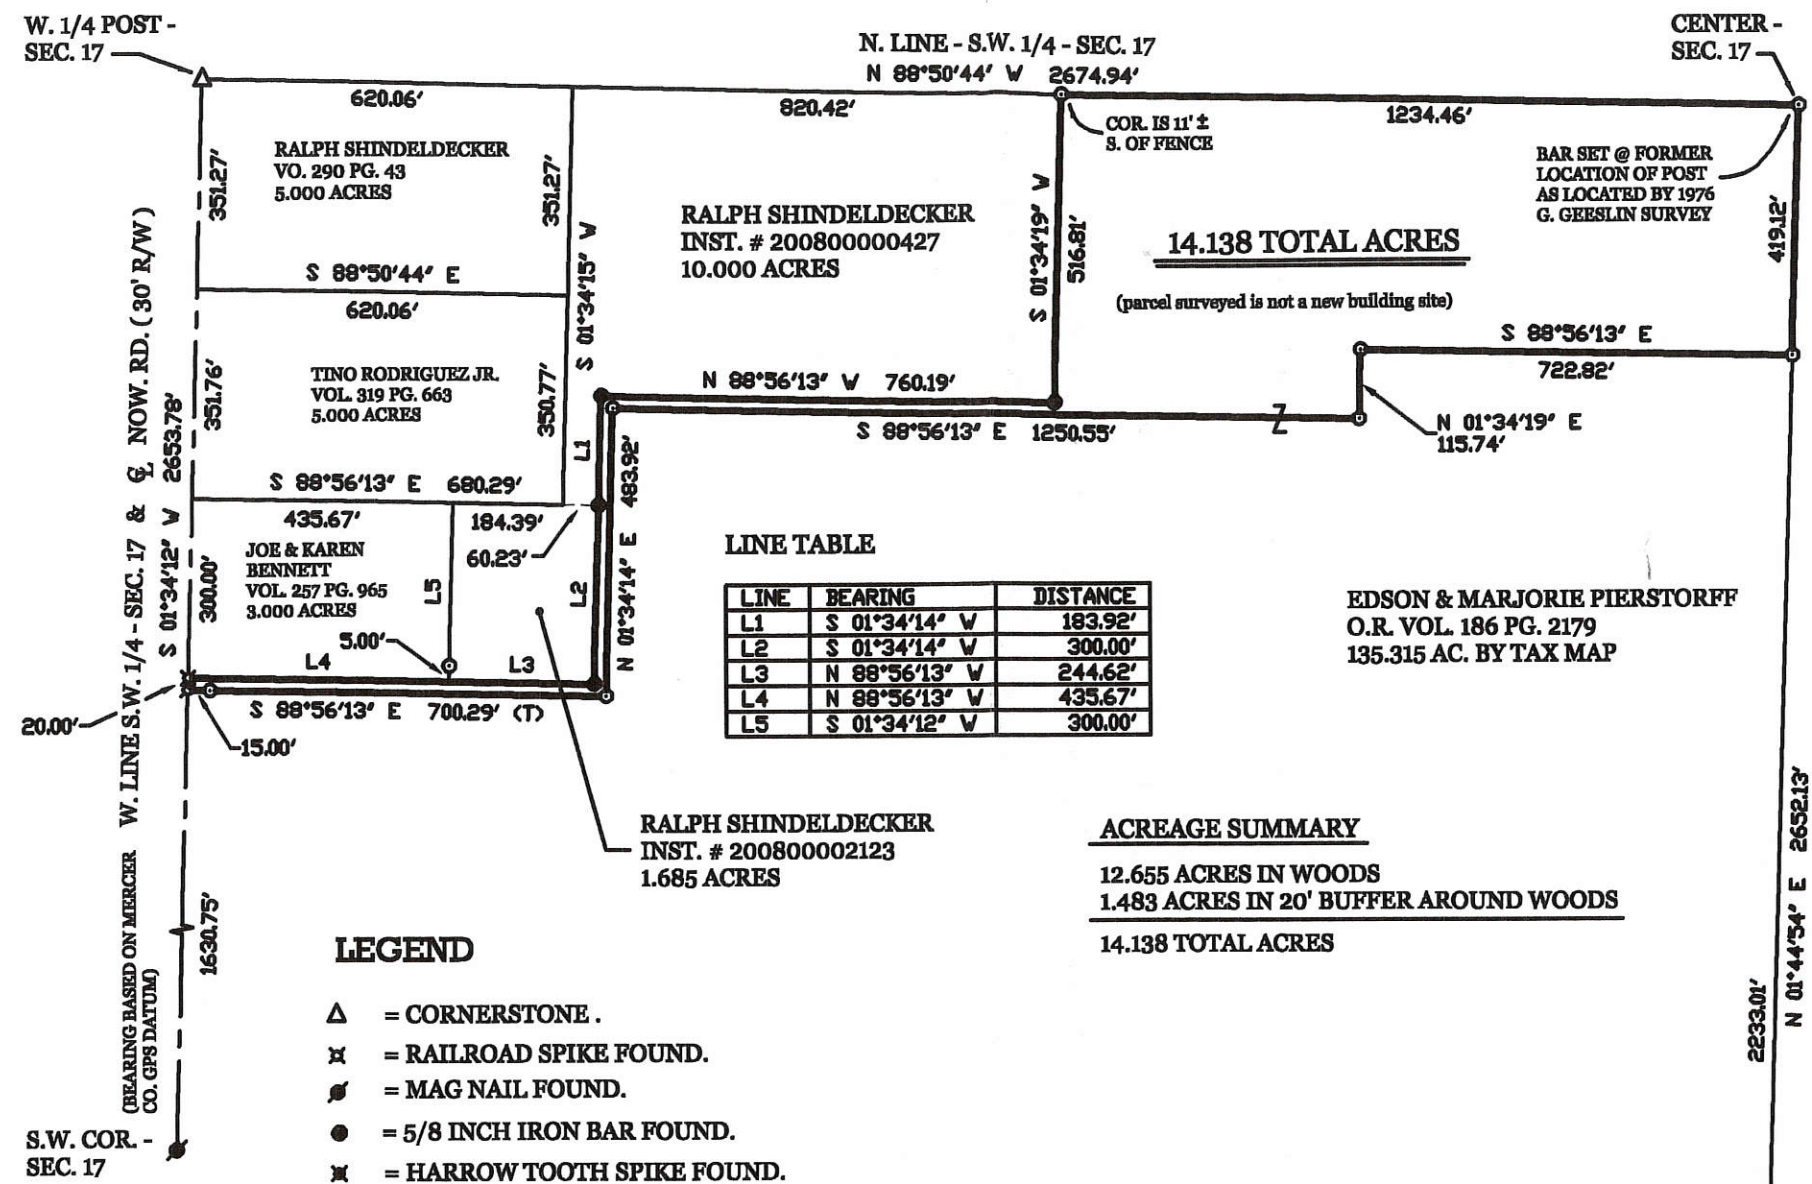 W. 1/4 POST -
SEC. 17
N. LINE - S.W. 1/4 - SEC. 17
N 88°50'44" W 2674.94'
CENTER -
SEC. 17
620.06'
820.42'
1234.46'
COR. IS 11' ±
S. OF FENCE
BAR SET @ FORMER
LOCATION OF POST
AS LOCATED BY 1976
G. GEESLIN SURVEY
351.27'
RALPH SHINDELDECKER
VO. 290 PG. 43
5.000 ACRES
351.27'
RALPH SHINDELDECKER
INST. # 200800000427
10.000 ACRES
S 01°34'19" W
516.81'
14.138 TOTAL ACRES
(parcel surveyed is not a new building site)
419.12'
S 88°50'44" E
620.06'
S 01°34'15" W
351.76'
TINO RODRIGUEZ JR.
VOL. 319 PG. 663
5.000 ACRES
350.77'
N 88°56'13" W 760.19'
S 88°56'13" E 1250.55'
Z
S 88°56'13" E
722.82'
N 01°34'19" E
115.74'
L1
483.92'
N 01°34'14" E
S 88°56'13" E 680.29'
435.67'
184.39'
60.23'
JOE & KAREN
BENNETT
VOL. 257 PG. 965
3.000 ACRES
300.00'
L5
L2
5.00'
L4
L3
20.00'
S 88°56'13" E 700.29' (T)
15.00'
W. LINE S.W. 1/4 - SEC. 17 & ℄ NOW. RD. ( 30' R/W )
S 01°34'12" W 2653.78'
(BEARING BASED ON MERCER
CO. GPS DATUM)
1630.75'
LINE TABLE
LINE BEARING DISTANCE
L1 S 01°34'14" W 183.92'
L2 S 01°34'14" W 300.00'
L3 N 88°56'13" W 244.62'
L4 N 88°56'13" W 435.67'
L5 S 01°34'12" W 300.00'
EDSON & MARJORIE PIERSTORFF
O.R. VOL. 186 PG. 2179
135.315 AC. BY TAX MAP
RALPH SHINDELDECKER
INST. # 200800002123
1.685 ACRES
ACREAGE SUMMARY
12.655 ACRES IN WOODS
1.483 ACRES IN 20' BUFFER AROUND WOODS
14.138 TOTAL ACRES
N 01°44'54" E 2652.13'
2233.01'
LEGEND
= CORNERSTONE .
= RAILROAD SPIKE FOUND.
= MAG NAIL FOUND.
= 5/8 INCH IRON BAR FOUND.
= HARROW TOOTH SPIKE FOUND.
S.W. COR. -
SEC. 17